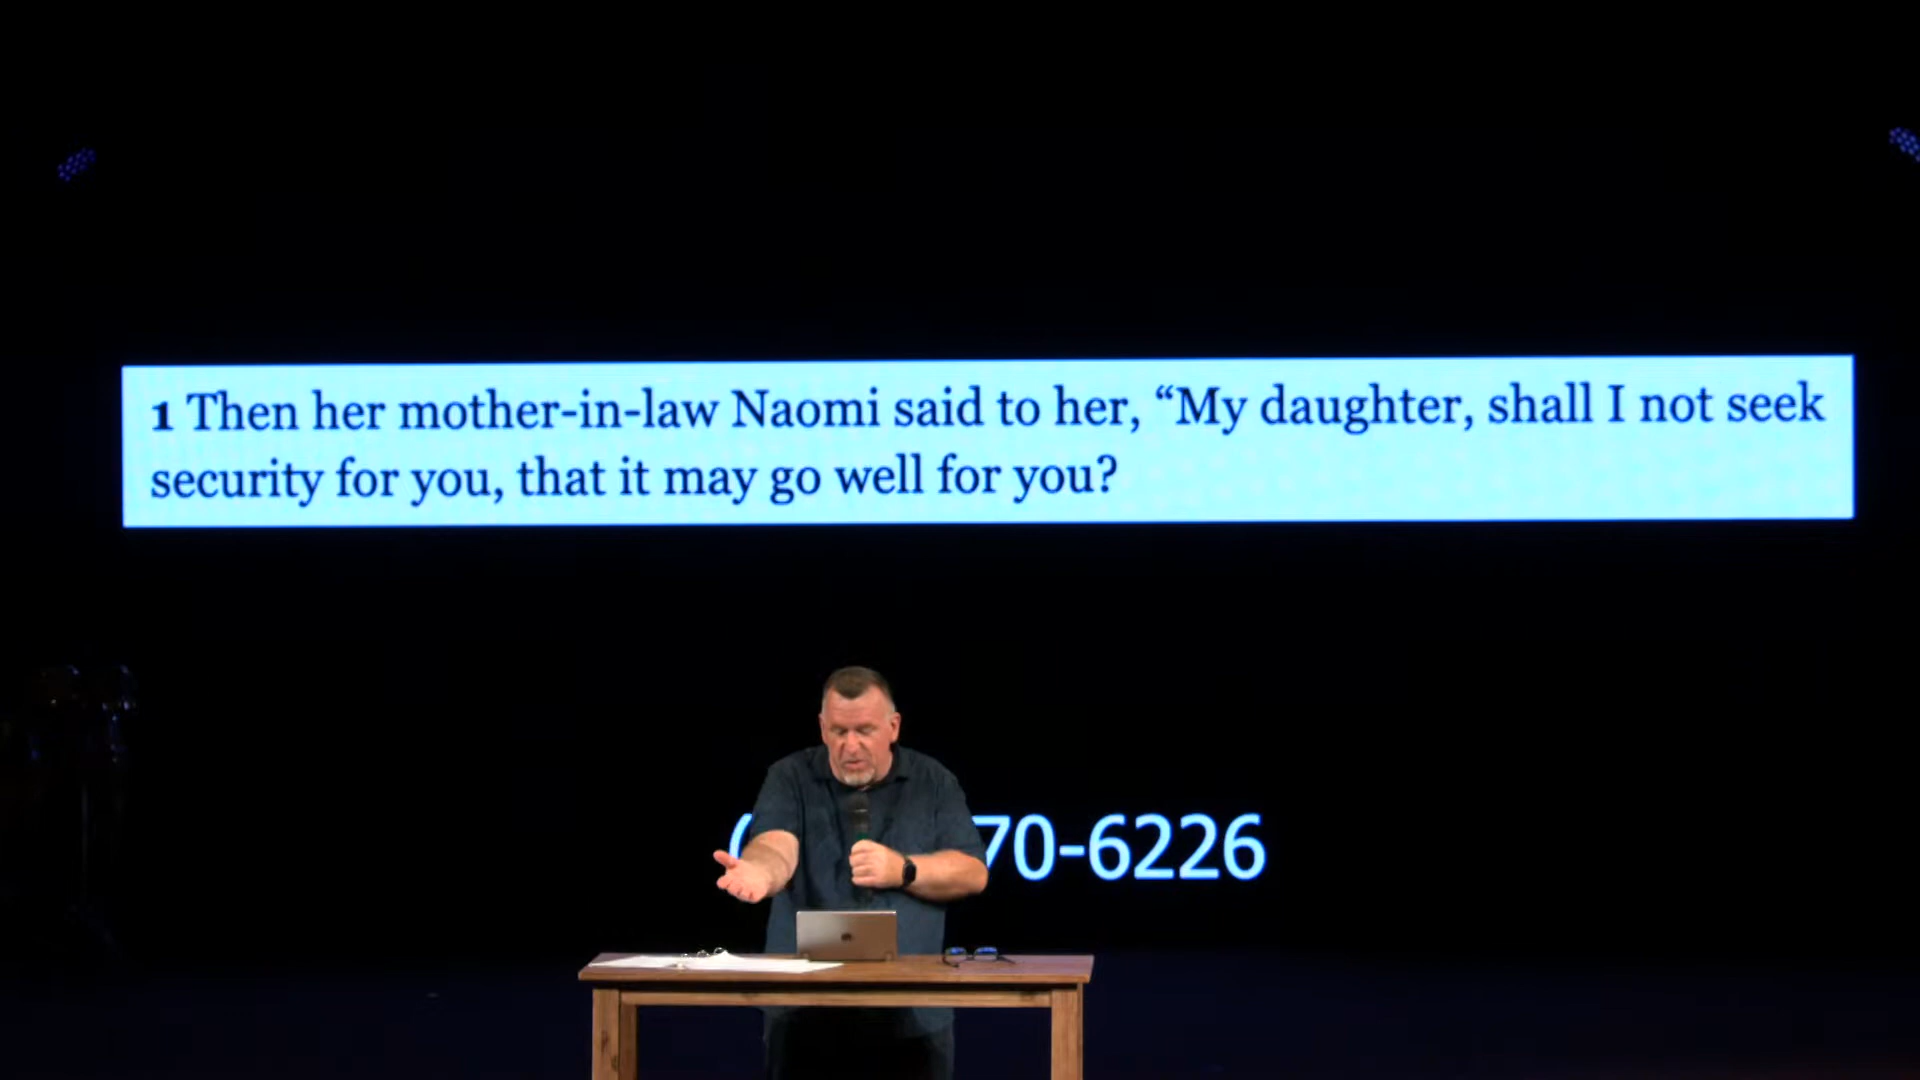 1 Then her mother-in-law Naomi said to her, “My daughter, shall I not seek
security for you, that it may go well for you?
( 70-6226